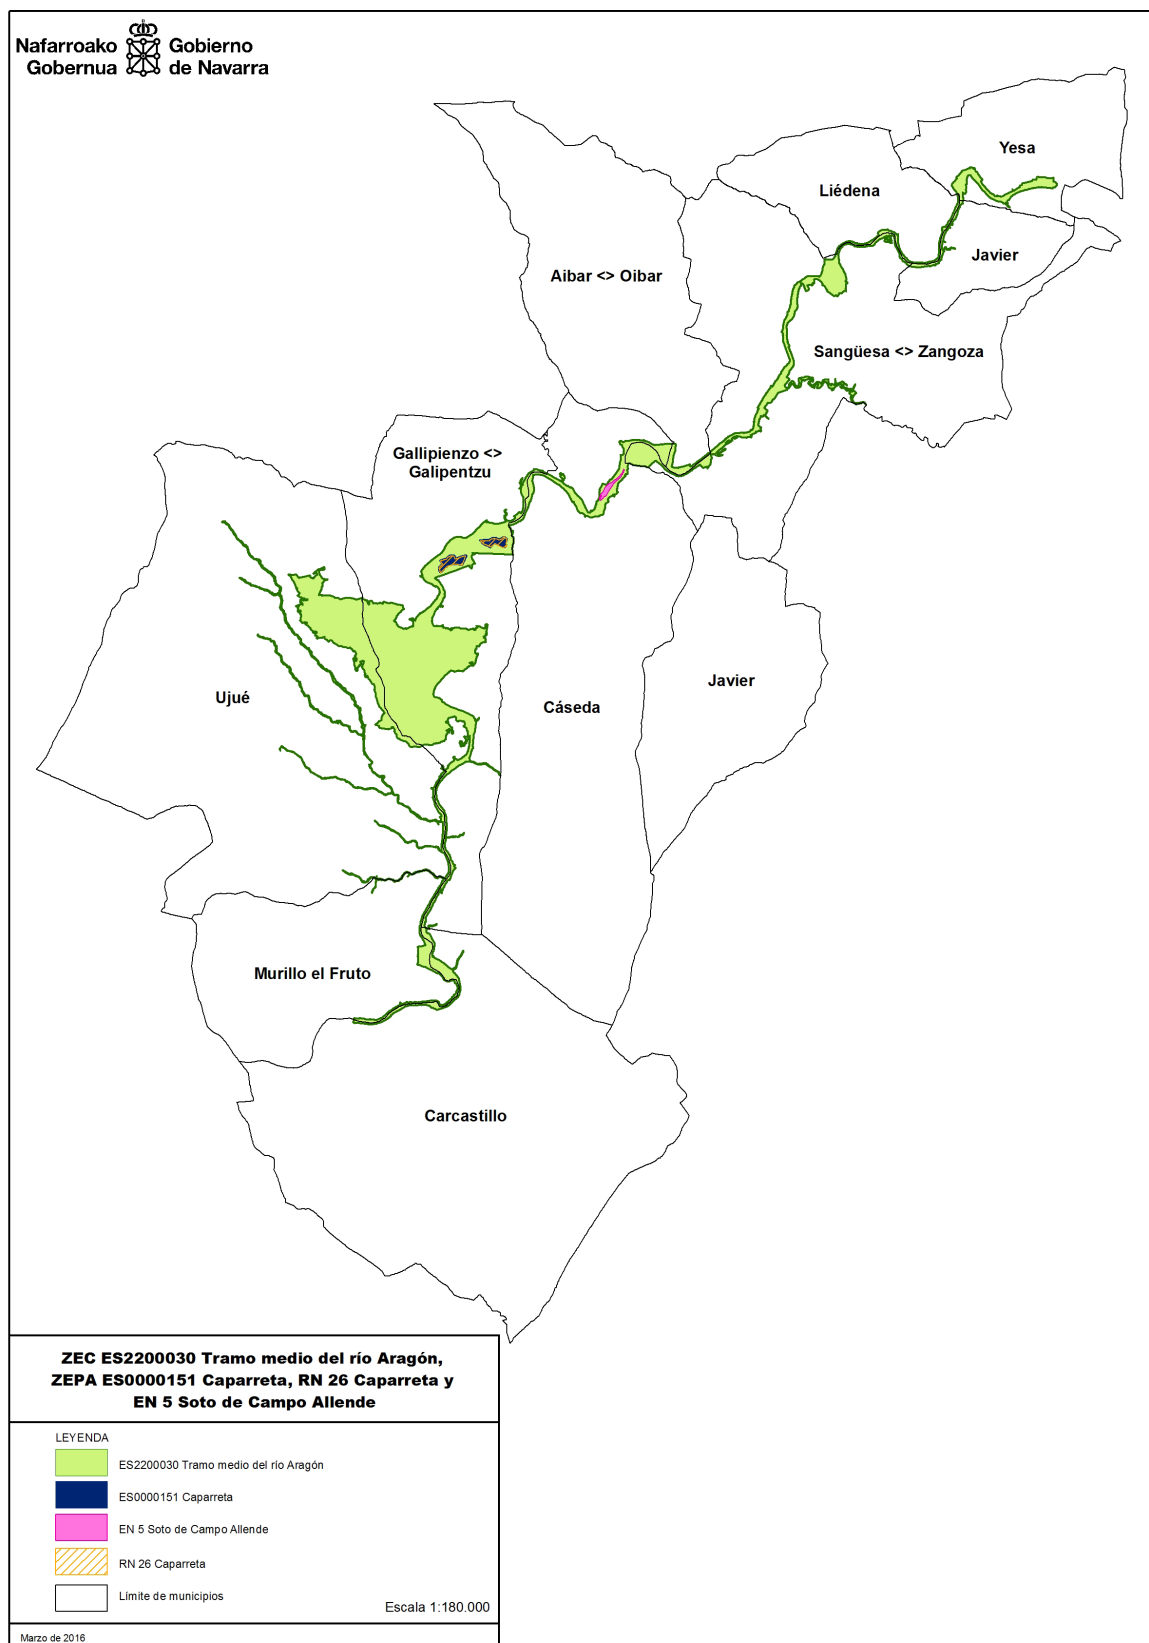 Nafarroako
Gobernua
Gobierno
de Navarra
Yesa
Liédena
Javier
Aibar <> Oibar
Sangüesa <> Zangoza
Gallipienzo <>
Galipentzu
Ujué
Cáseda
Javier
Murillo el Fruto
Carcastillo
ZEC ES2200030 Tramo medio del río Aragón,
ZEPA ES0000151 Caparreta, RN 26 Caparreta y
EN 5 Soto de Campo Allende
LEYENDA
ES2200030 Tramo medio del río Aragón
ES0000151 Caparreta
EN 5 Soto de Campo Allende
RN 26 Caparreta
Límite de municipios
Escala 1:180.000
Marzo de 2016